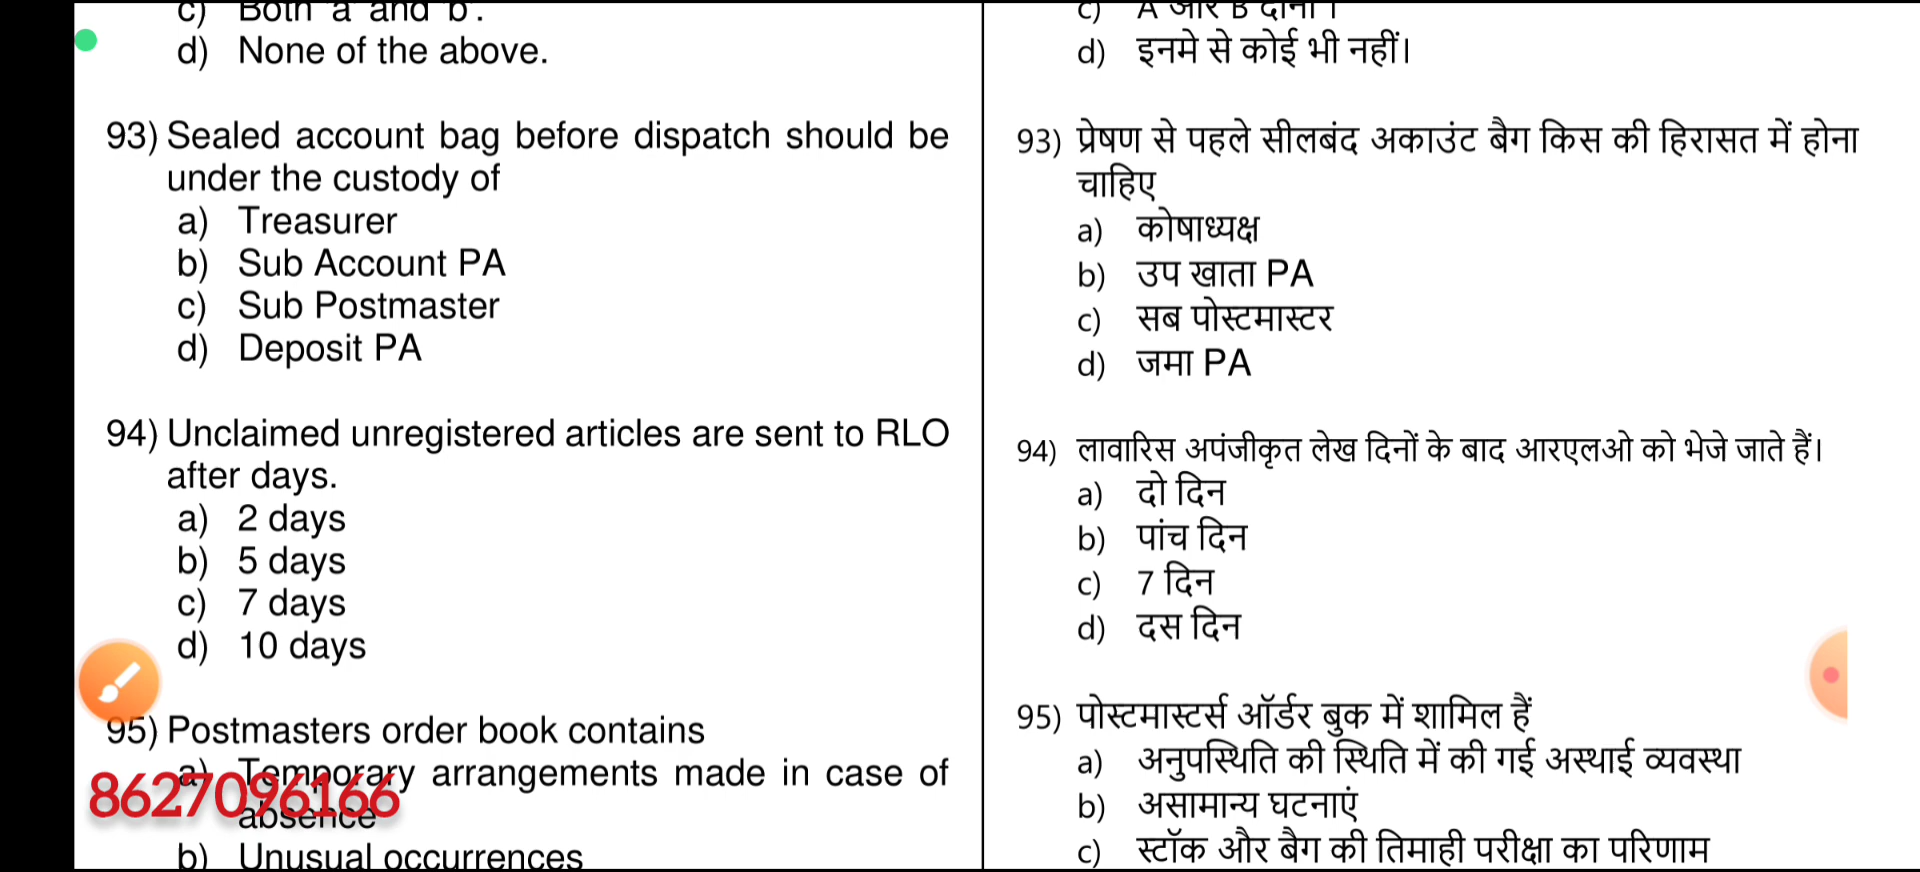 c) Both 'a' and 'b'.
d) None of the above.
93) Sealed account bag before dispatch should be
under the custody of
a) Treasurer
b) Sub Account PA
c) Sub Postmaster
d) Deposit PA
94) Unclaimed unregistered articles are sent to RLO
after days.
a) 2 days
b) 5 days
c) 7 days
d) 10 days
95) Postmasters order book contains
a) Temporary arrangements made in case of
absence
8627096166
b) Unusual occurrences
c) A और B दोनों।
d) इनमे से कोई भी नहीं।
93) प्रेषण से पहले सीलबंद अकाउंट बैग किस की हिरासत में होना
चाहिए
a) कोषाध्यक्ष
b) उप खाता PA
c) सब पोस्टमास्टर
d) जमा PA
94) लावारिस अपंजीकृत लेख दिनों के बाद आरएलओ को भेजे जाते हैं।
a) दो दिन
b) पांच दिन
c) 7 दिन
d) दस दिन
95) पोस्टमास्टर्स ऑर्डर बुक में शामिल हैं
a) अनुपस्थिति की स्थिति में की गई अस्थाई व्यवस्था
b) असामान्य घटनाएं
c) स्टॉक और बैग की तिमाही परीक्षा का परिणाम